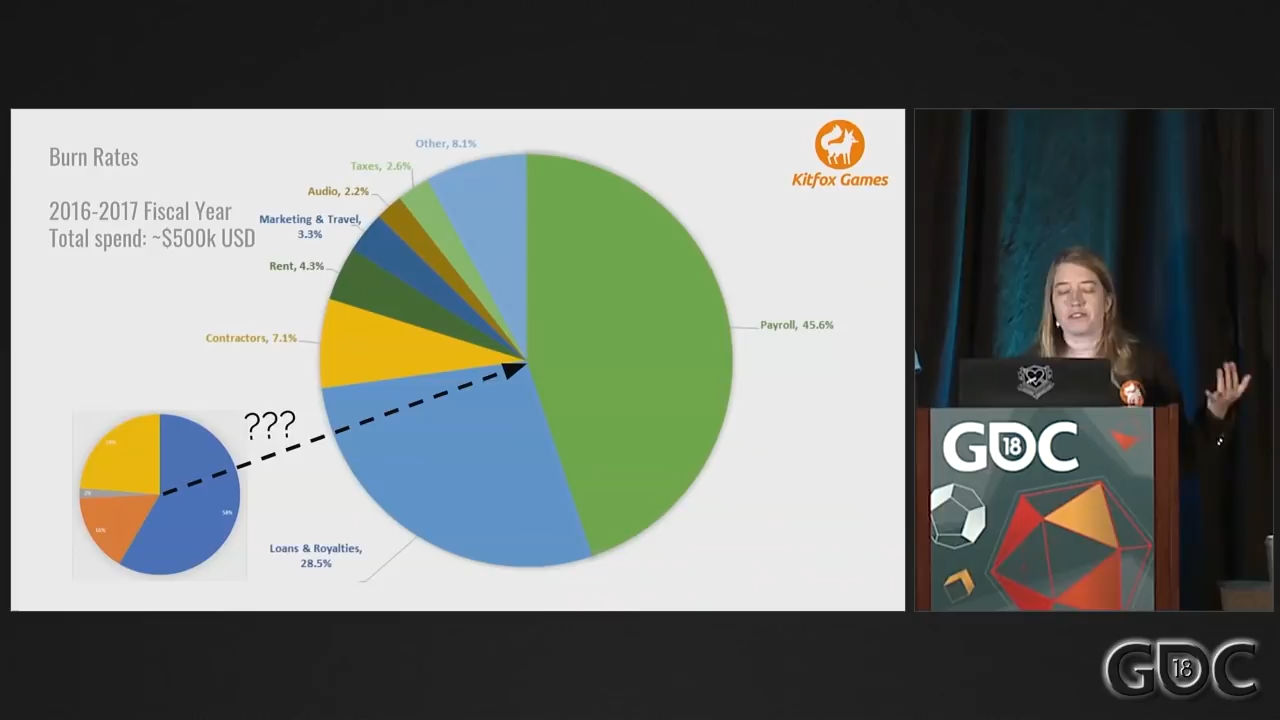 Burn Rates
2016-2017 Fiscal Year
Total spend: ~$500k USD
Other, 8.1%
Taxes, 2.6%
Audio, 2.2%
Marketing & Travel,
3.3%
Rent, 4.3%
Contractors, 7.1%
Payroll, 45.6%
Loans & Royalties,
28.5%
???
2%
Kitfox Games
GDC
18
GDC
18